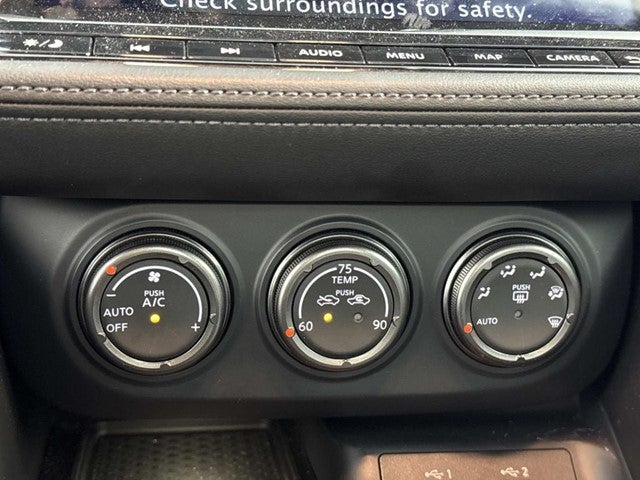 Check surroundings for safety.
AUDIO MENU MAP CAMERA
PUSH
A/C
AUTO
OFF
- +
75
TEMP
PUSH
60 90
PUSH
AUTO
1 2